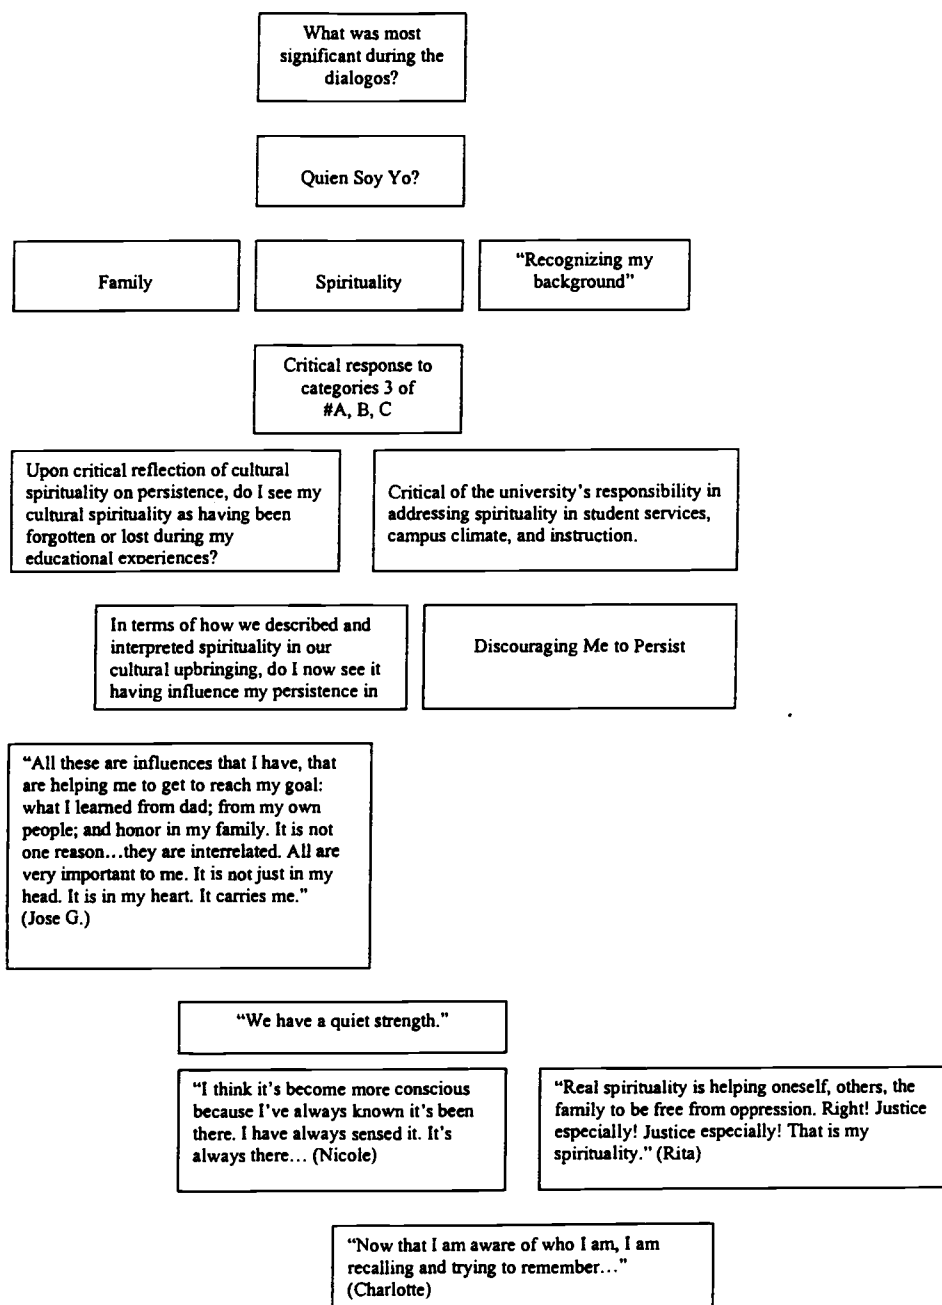 What was most
significant during the
dialogos?
Quien Soy Yo?
Family
Spirituality
“Recognizing my
background”
Critical response to
categories 3 of
#A, B, C
Upon critical reflection of cultural
spirituality on persistence, do I see my
cultural spirituality as having been
forgotten or lost during my
educational experiences?
Critical of the university’s responsibility in
addressing spirituality in student services,
campus climate, and instruction.
In terms of how we described and
interpreted spirituality in our
cultural upbringing, do I now see it
having influence my persistence in
Discouraging Me to Persist
“All these are influences that I have, that
are helping me to get to reach my goal:
what I learned from dad; from my own
people; and honor in my family. It is not
one reason…they are interrelated. All are
very important to me. It is not just in my
head. It is in my heart. It carries me.”
(Jose G.)
“We have a quiet strength.”
“I think it’s become more conscious
because I’ve always known it’s been
there. I have always sensed it. It’s
always there… (Nicole)
“Real spirituality is helping oneself, others, the
family to be free from oppression. Right! Justice
especially! Justice especially! That is my
spirituality.” (Rita)
“Now that I am aware of who I am, I am
recalling and trying to remember…”
(Charlotte)